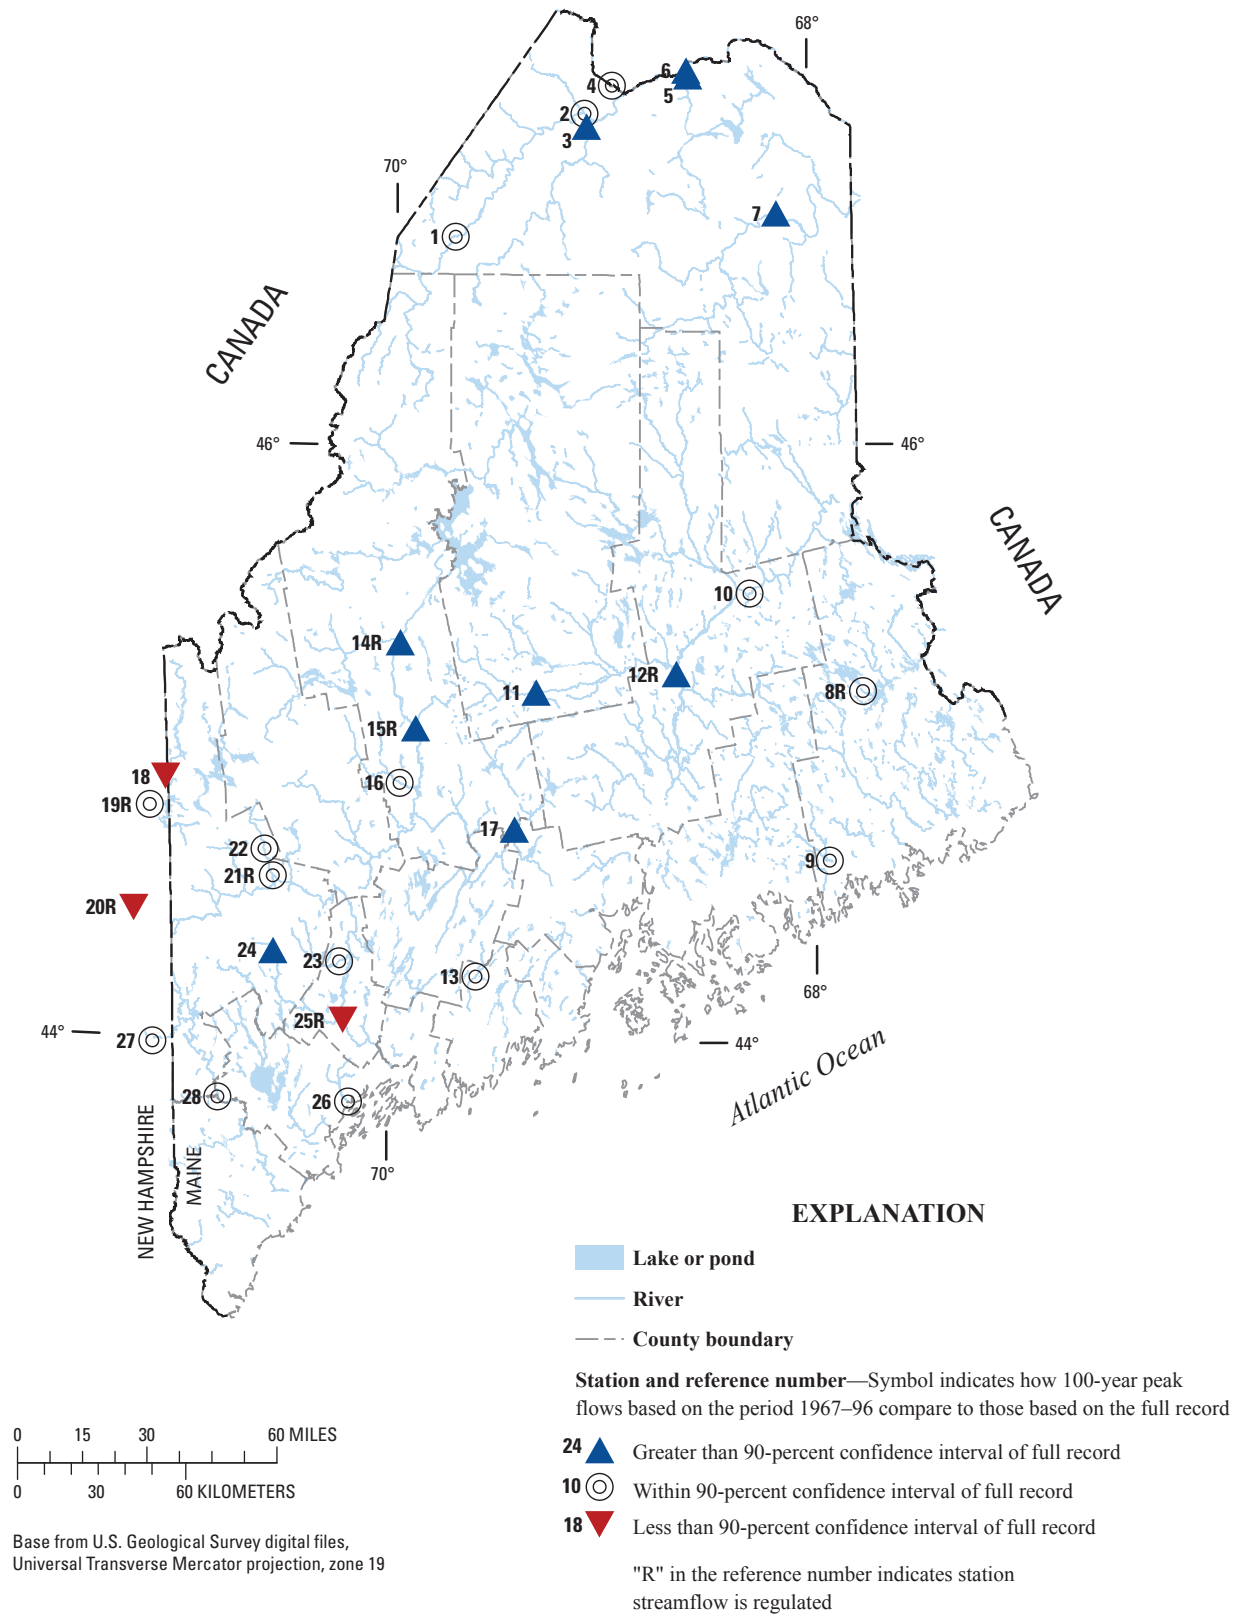 68°
6
4
5
2
3
70°
7
1
CANADA
46°
46°
CANADA
10
14R
12R
11
8R
15R
18
16
19R
17
22
9
21R
20R
24
23
13
68°
25R
44°
27
44°
Atlantic Ocean
28
26
NEW HAMPSHIRE
MAINE
70°
EXPLANATION
Lake or pond
River
County boundary
Station and reference number—Symbol indicates how 100-year peak
flows based on the period 1967–96 compare to those based on the full record
24 Greater than 90-percent confidence interval of full record
10 Within 90-percent confidence interval of full record
18 Less than 90-percent confidence interval of full record
"R" in the reference number indicates station
streamflow is regulated
0 15 30 60 MILES
0 30 60 KILOMETERS
Base from U.S. Geological Survey digital files,
Universal Transverse Mercator projection, zone 19